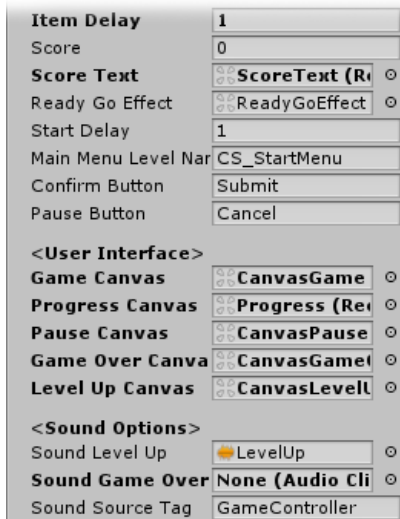 Item Delay 1
Score 0
Score Text ScoreText (Re
Ready Go Effect ReadyGoEffect
Start Delay 1
Main Menu Level Nar CS_StartMenu
Confirm Button Submit
Pause Button Cancel
<User Interface>
Game Canvas CanvasGame
Progress Canvas Progress (Rec
Pause Canvas CanvasPause
Game Over Canva CanvasGame
Level Up Canvas CanvasLevel
<Sound Options>
Sound Level Up LevelUp
Sound Game Over None (Audio Cli
Sound Source Tag GameController